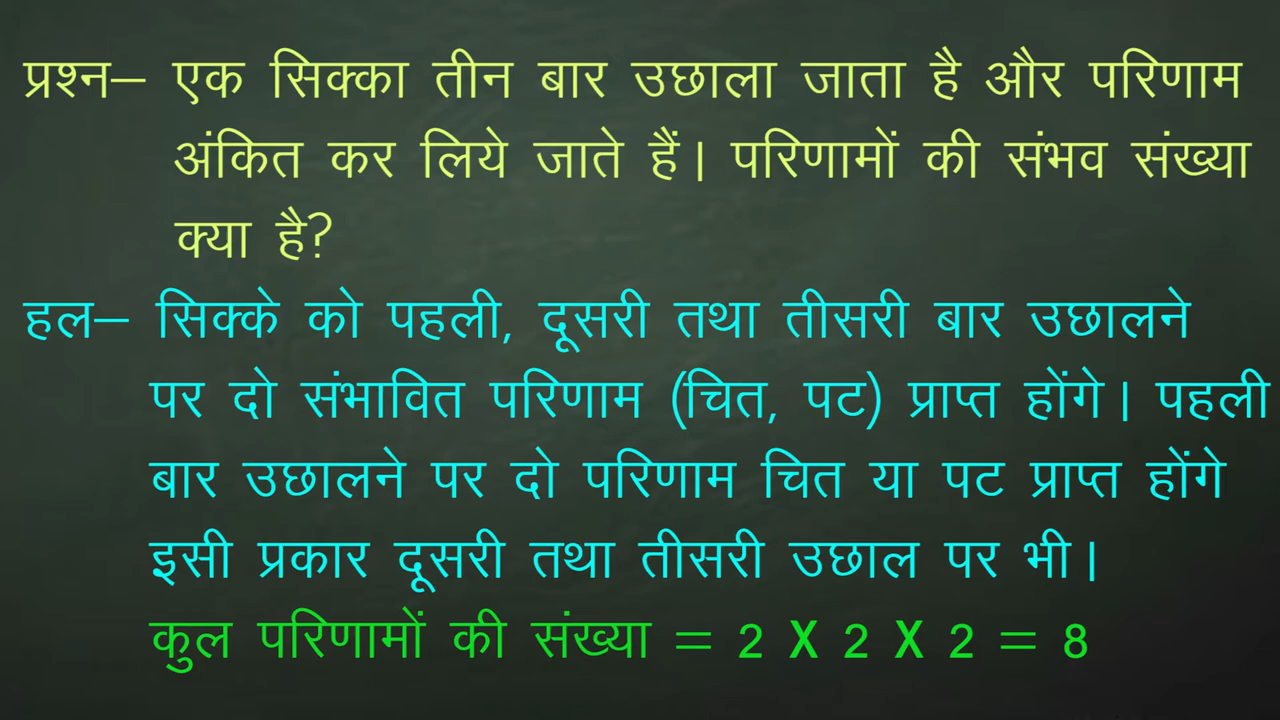 प्रश्न– एक सिक्का तीन बार उछाला जाता है और परिणाम
अंकित कर लिये जाते हैं। परिणामों की संभव संख्या
क्या है?
हल– सिक्के को पहली, दूसरी तथा तीसरी बार उछालने
पर दो संभावित परिणाम (चित, पट) प्राप्त होंगे। पहली
बार उछालने पर दो परिणाम चित या पट प्राप्त होंगे
इसी प्रकार दूसरी तथा तीसरी उछाल पर भी।
कुल परिणामों की संख्या = 2 X 2 X 2 = 8